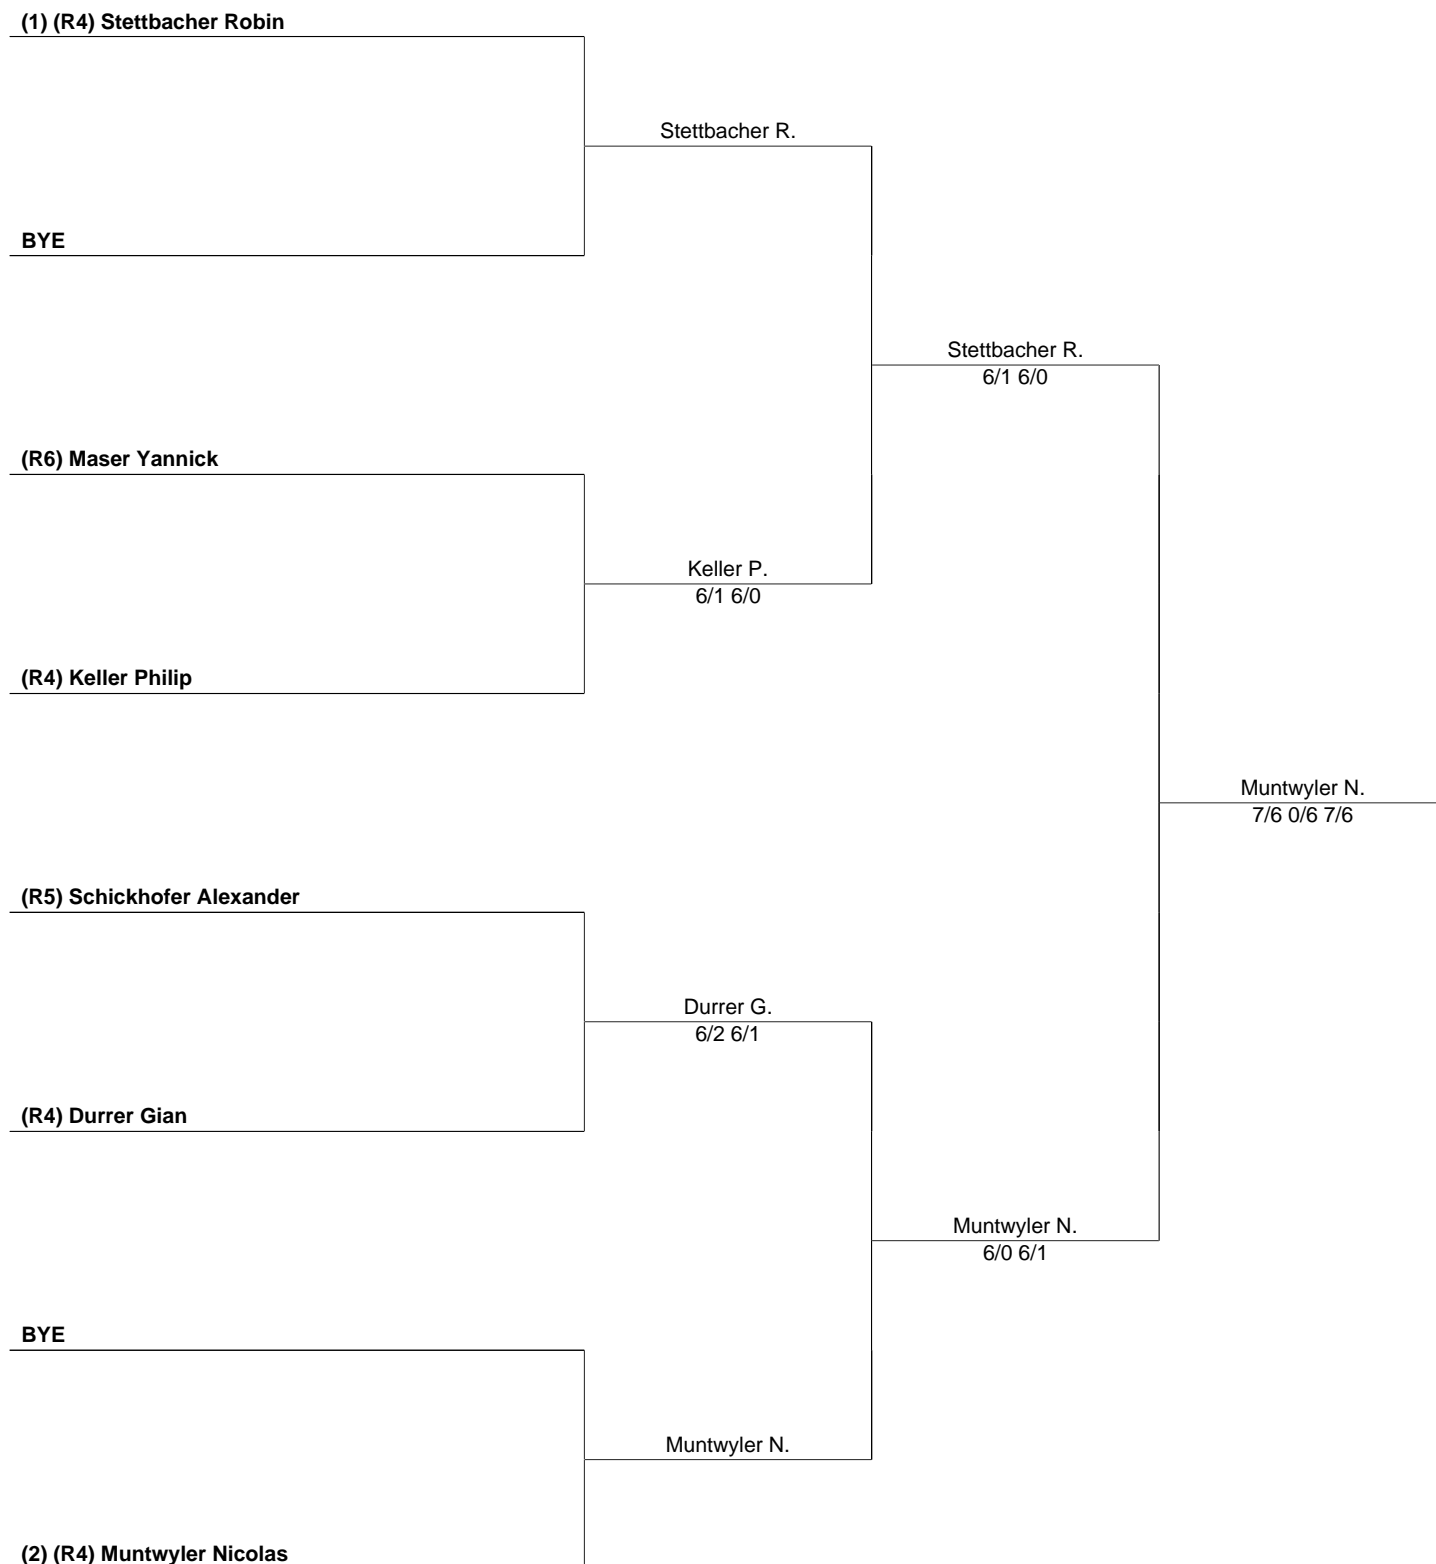 (1) (R4) Stettbacher Robin
Stettbacher R.
BYE
Stettbacher R.
6/1 6/0
(R6) Maser Yannick
Keller P.
6/1 6/0
(R4) Keller Philip
Muntwyler N.
7/6 0/6 7/6
(R5) Schickhofer Alexander
Durrer G.
6/2 6/1
(R4) Durrer Gian
Muntwyler N.
6/0 6/1
BYE
Muntwyler N.
(2) (R4) Muntwyler Nicolas